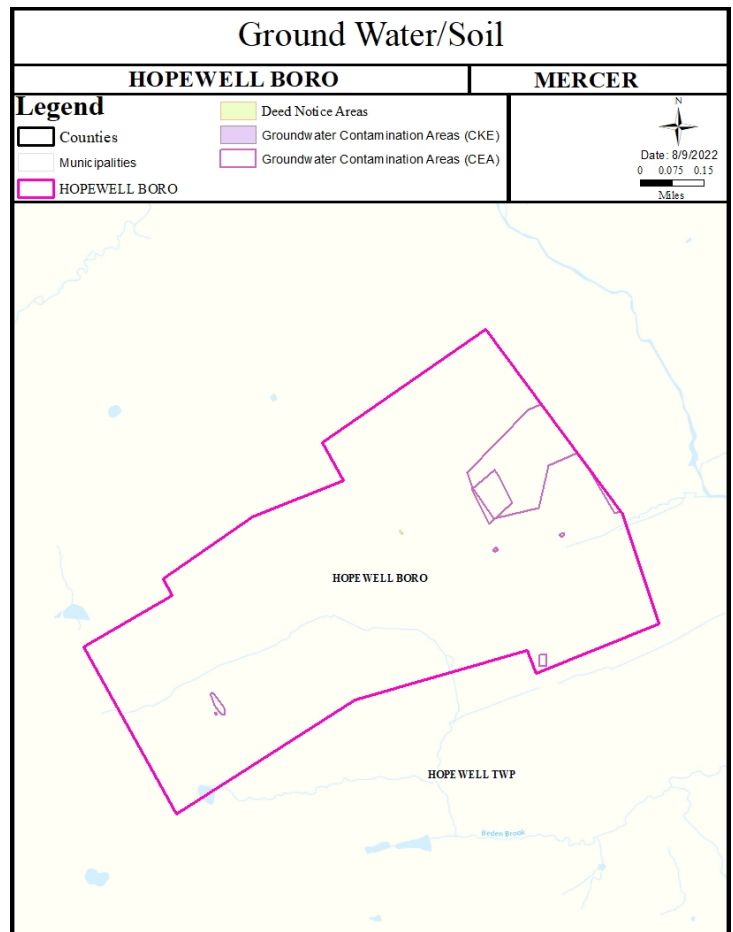 Ground Water/Soil
HOPEWELL BORO
MERCER
Legend
Counties
Municipalities
HOPEWELL BORO
Deed Notice Areas
Groundwater Contamination Areas (CKE)
Groundwater Contamination Areas (CEA)
N
Date: 8/9/2022
0 0.075 0.15
Miles
HOPEWELL BORO
HOPEWELL TWP
Beden Brook